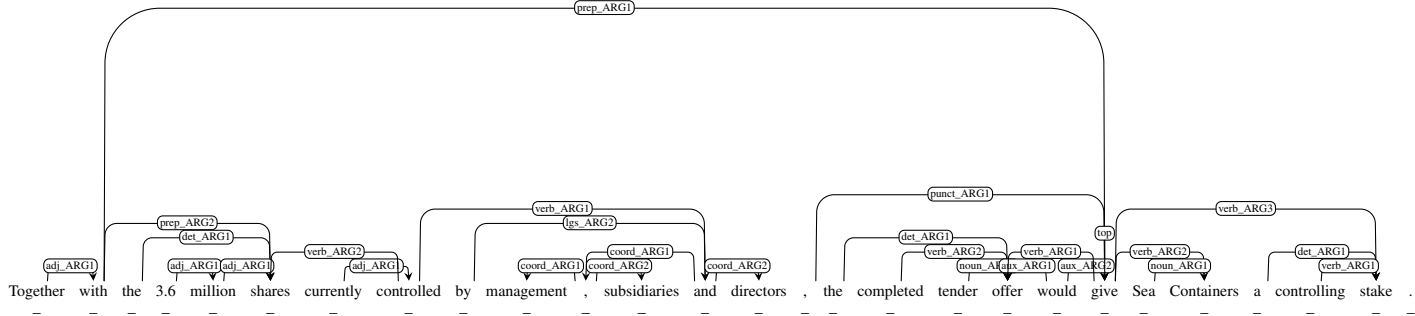 prep_ARG1
punct_ARG1
verb_ARG1 verb_ARG3
prep_ARG2 lgs_ARG2
top
det_ARG1 det_ARG1
verb_ARG2 coord_ARG1 verb_ARG2 verb_ARG1 verb_ARG2 det_ARG1
adj_ARG1 adj_ARG1 adj_ARG1 adj_ARG1 coord_ARG1 coord_ARG2 coord_ARG2 aux_ARG1 aux_ARG2 noun_ARG1 verb_ARG1
Together with the 3.6 million shares currently controlled by management , subsidiaries and directors , the completed tender offer would give Sea Containers a controlling stake .
_ _ _ _ _ _ _ _ _ _ _ _ _ _ _ _ _ _ _ _ _ _ _ _ _ _ _